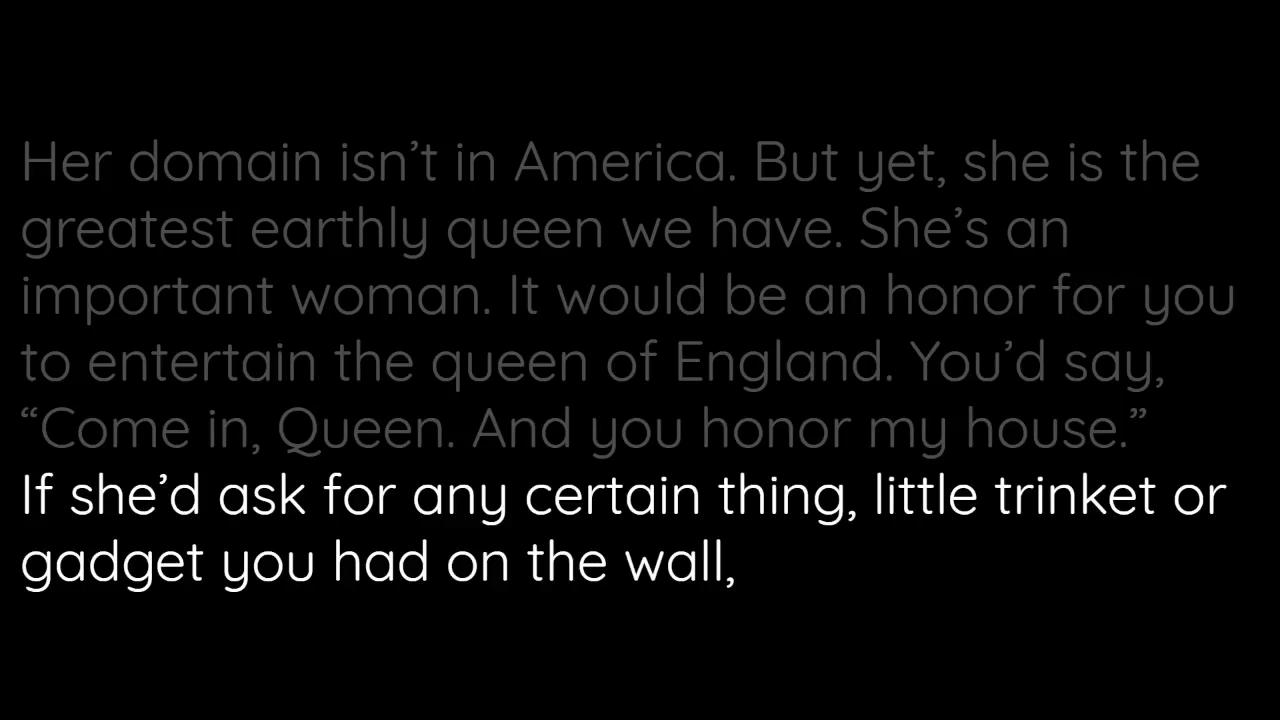 Her domain isn’t in America. But yet, she is the
greatest earthly queen we have. She’s an
important woman. It would be an honor for you
to entertain the queen of England. You’d say,
“Come in, Queen. And you honor my house.”
If she’d ask for any certain thing, little trinket or
gadget you had on the wall,